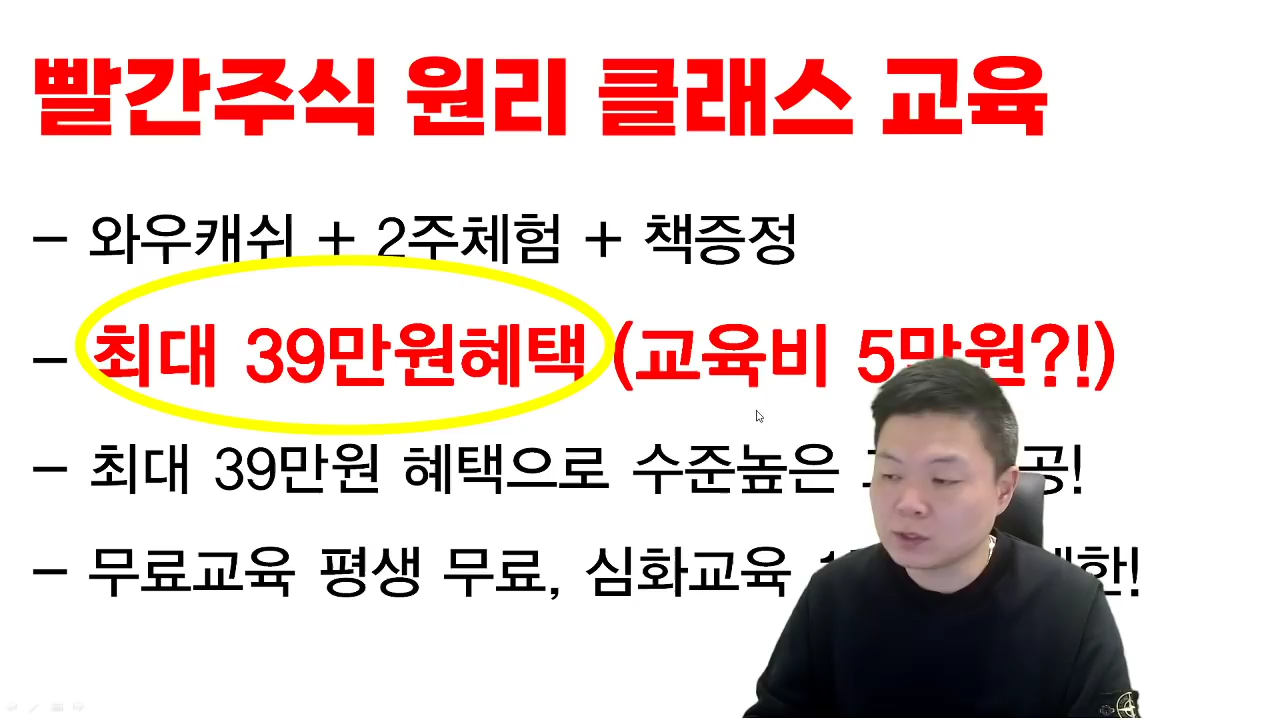 빨간주식 원리 클래스 교육
– 와우캐쉬 + 2주체험 + 책증정
– 최대 39만원혜택 (교육비 5만원?!)
– 최대 39만원 혜택으로 수준높은
– 무료교육 평생 무료, 심화교육